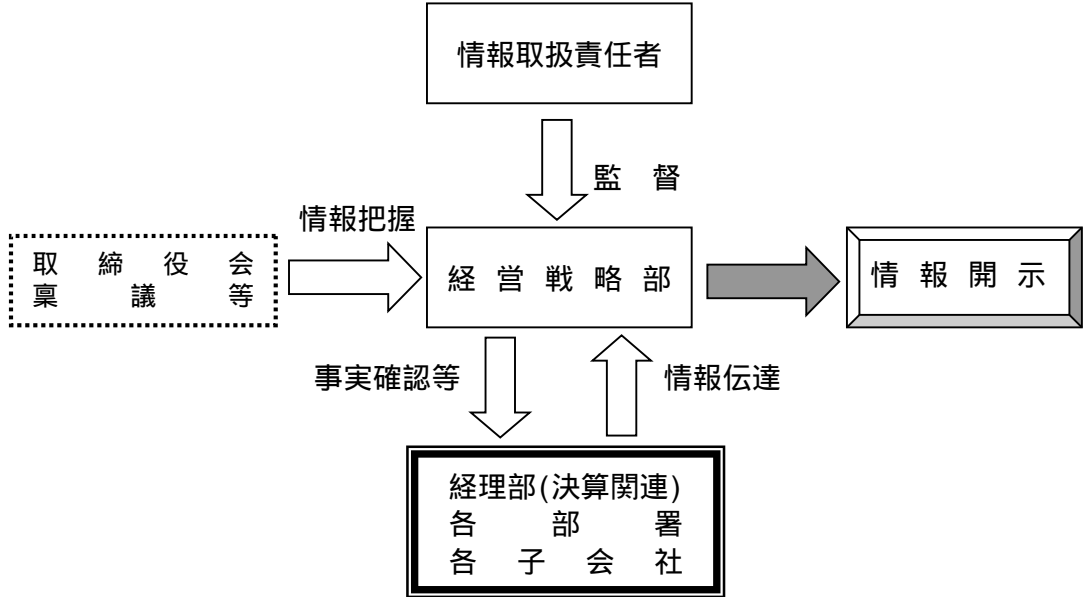 情報取扱責任者
監 督
情報把握
取 締 役 会
稟 議 等
経 営 戦 略 部
情 報 開 示
事実確認等
情報伝達
経理部(決算関連)
各 部 署
各 子 会 社